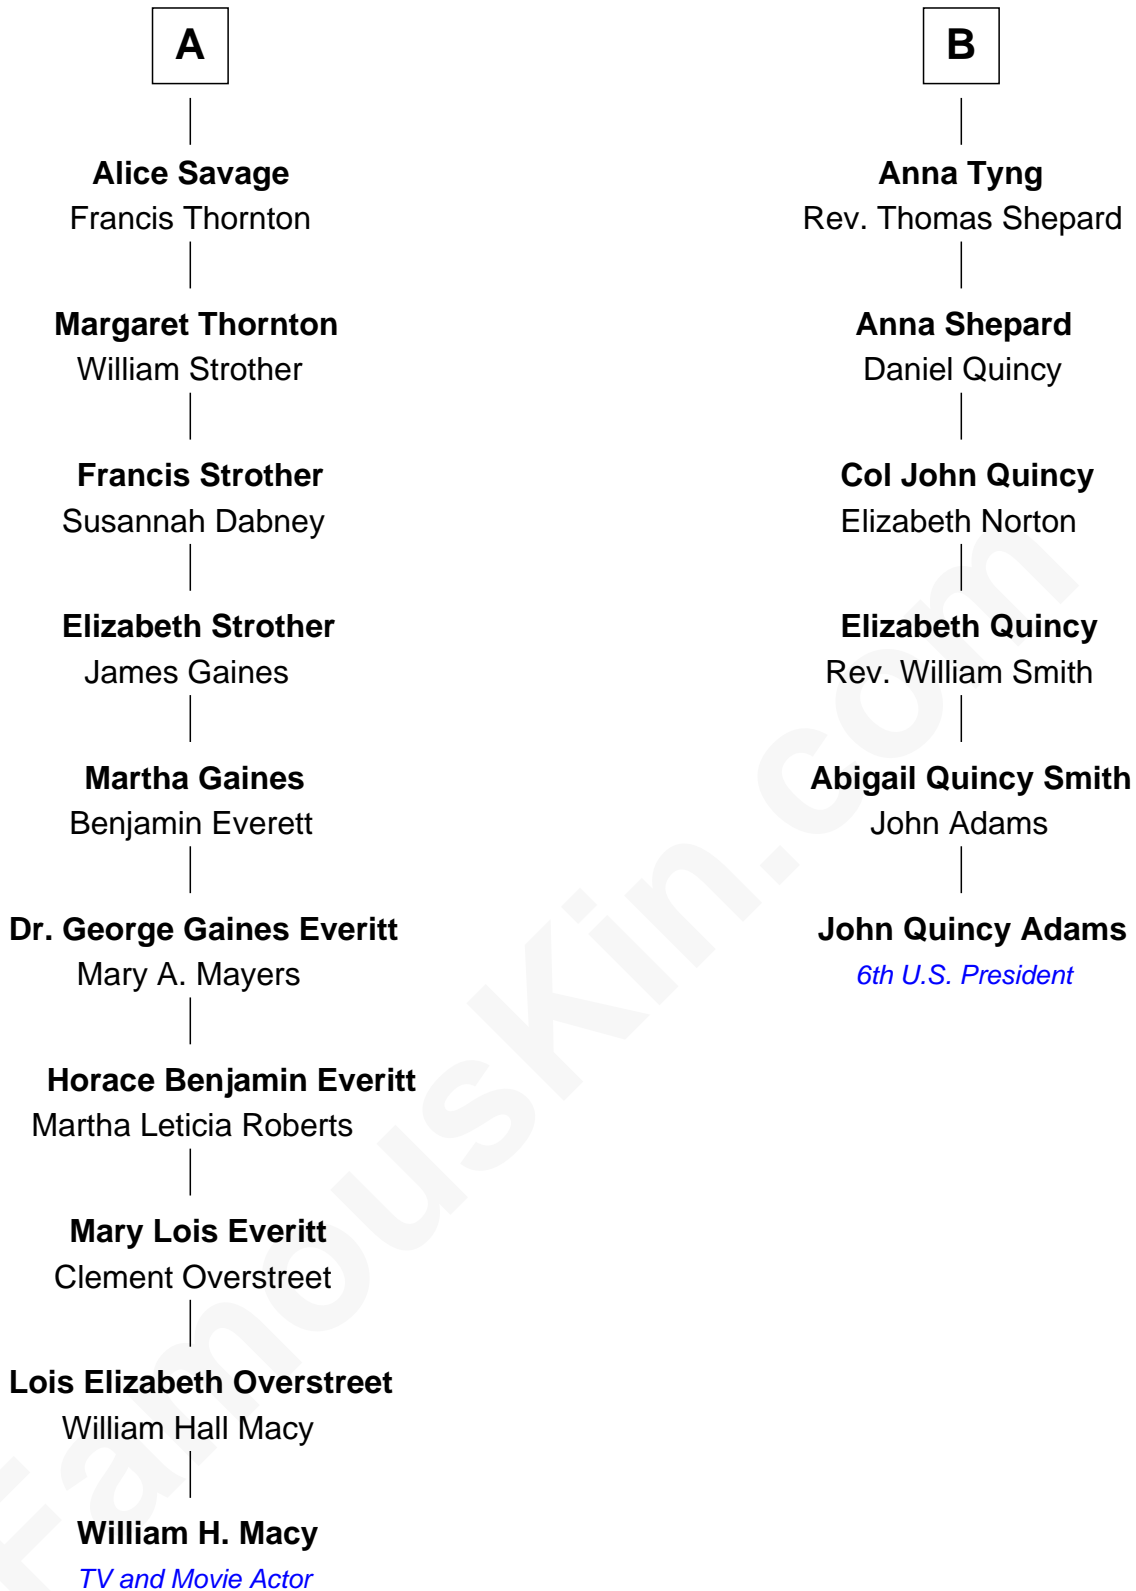 A
Alice Savage
Francis Thornton
Margaret Thornton
William Strother
Francis Strother
Susannah Dabney
Elizabeth Strother
James Gaines
Martha Gaines
Benjamin Everett
Dr. George Gaines Everitt
Mary A. Mayers
Horace Benjamin Everitt
Martha Leticia Roberts
Mary Lois Everitt
Clement Overstreet
Lois Elizabeth Overstreet
William Hall Macy
William H. Macy
TV and Movie Actor
B
Anna Tyng
Rev. Thomas Shepard
Anna Shepard
Daniel Quincy
Col John Quincy
Elizabeth Norton
Elizabeth Quincy
Rev. William Smith
Abigail Quincy Smith
John Adams
John Quincy Adams
6th U.S. President
FamousKin.com